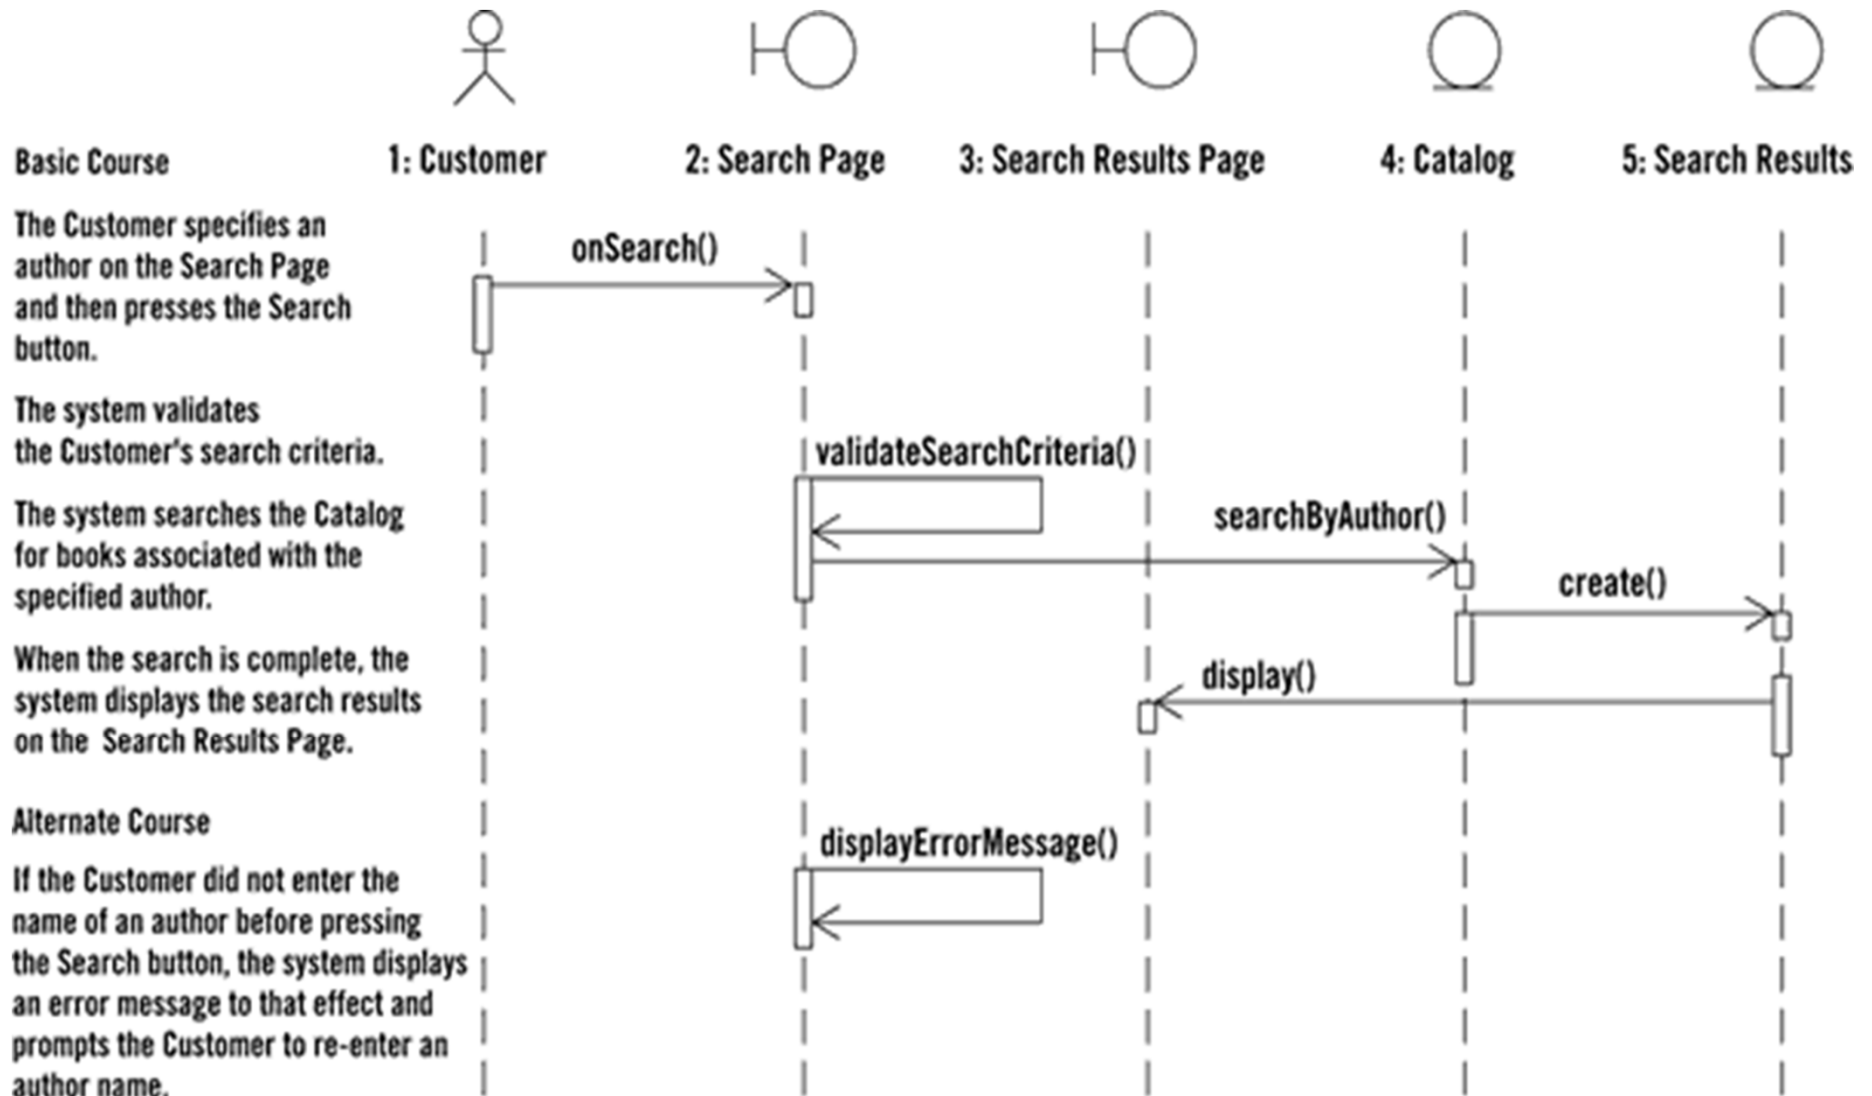 Basic Course
1: Customer
2: Search Page
3: Search Results Page
4: Catalog
5: Search Results
The Customer specifies an
author on the Search Page
and then presses the Search
button.
onSearch()
The system validates
the Customer's search criteria.
validateSearchCriteria()
The system searches the Catalog
for books associated with the
specified author.
searchByAuthor()
create()
When the search is complete, the
system displays the search results
on the Search Results Page.
display()
Alternate Course
displayErrorMessage()
If the Customer did not enter the
name of an author before pressing
the Search button, the system displays
an error message to that effect and
prompts the Customer to re-enter an
author name.